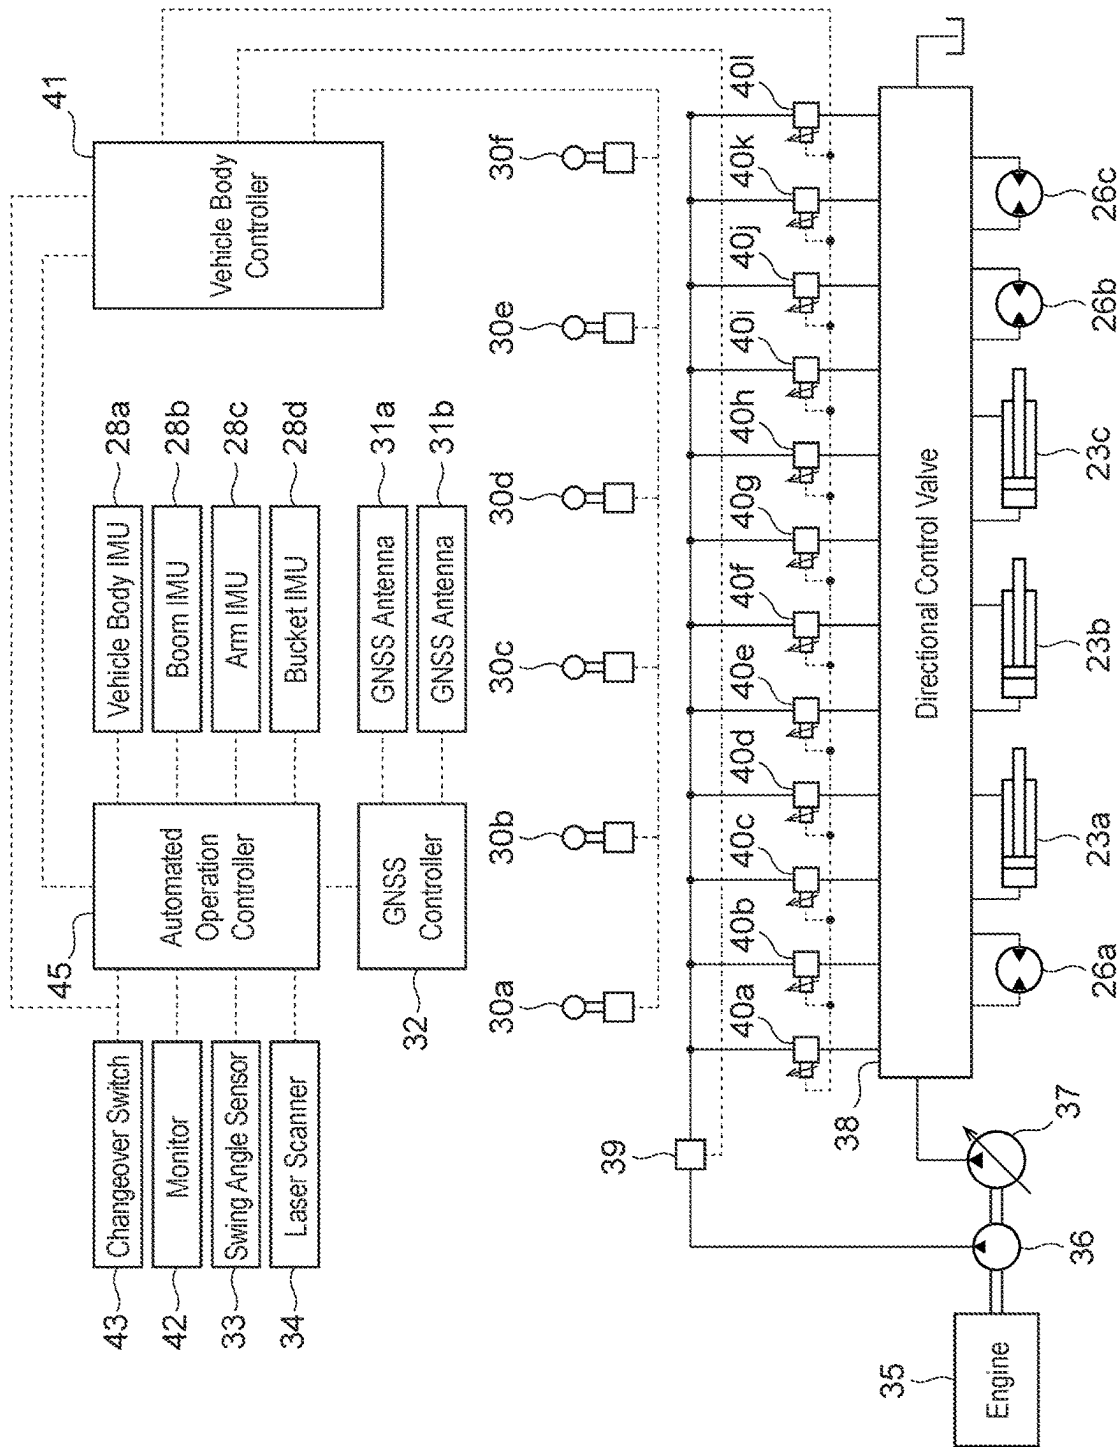 43
Changeover Switch
42
Monitor
33
Swing Angle Sensor
34
Laser Scanner
45
Automated
Operation
Controller
28a
Vehicle Body IMU
28b
Boom IMU
28c
Arm IMU
28d
Bucket IMU
41
Vehicle Body
Controller
32
GNSS
Controller
31a
GNSS Antenna
31b
GNSS Antenna
30a
30b
30c
30d
30e
30f
39
40a
40b
40c
40d
40e
40f
40g
40h
40i
40j
40k
40l
38
Directional Control Valve
35
Engine
36
37
26a
23a
23b
23c
26b
26c